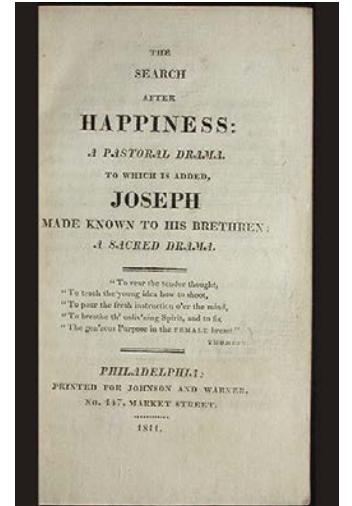 THE
SEARCH
AFTER
HAPPINESS:
A PASTORAL DRAMA.
TO WHICH IS ADDED,
JOSEPH
MADE KNOWN TO HIS BRETHREN:
A SACRED DRAMA.
"To rear the tender thought,
"To teach the young idea how to shoot,
"To pour the fresh instruction o'er the mind,
"To breathe th' enliv'ning Spirit, and to fix
"The gen'rous Purpose in the FEMALE breast."
THOMSON.
PHILADELPHIA:
PRINTED FOR JOHNSON AND WARNER,
No. 147, MARKET STREET.
1811.